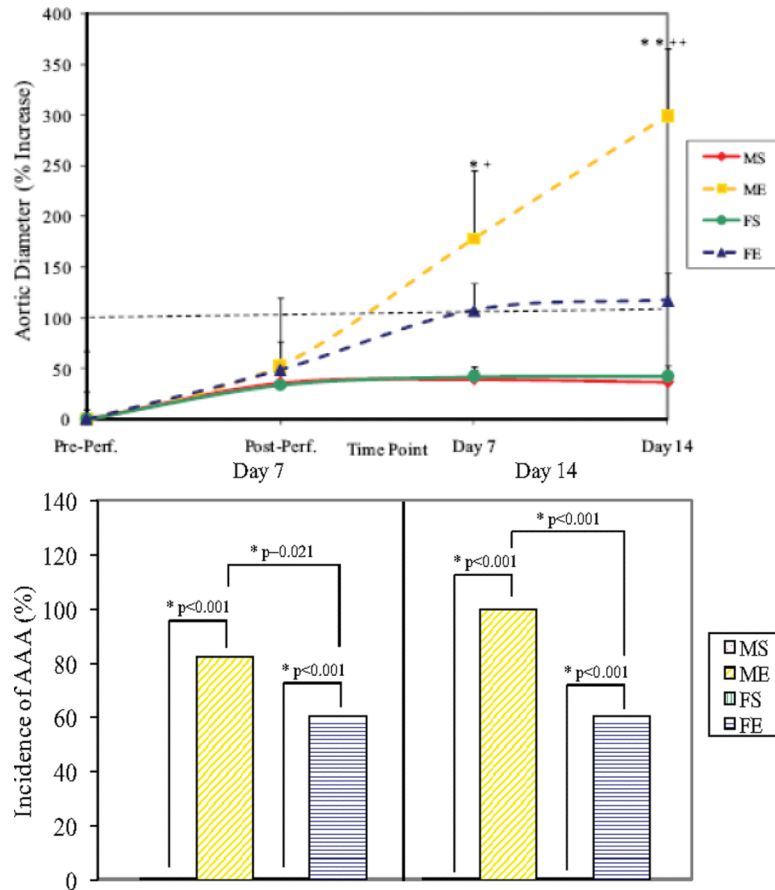 400
350
300
250
200
150
100
50
0
Aortic Diameter (% Increase)
* * ++
* +
MS
ME
FS
FE
Pre-Perf.
Post-Perf.
Time Point
Day 7
Day 14
Day 7
Day 14
140
120
100
80
60
40
20
0
Incidence of AAA (%)
* p–0.021
* p<0.001
* p<0.001
* p<0.001
* p<0.001
* p<0.001
MS
ME
FS
FE